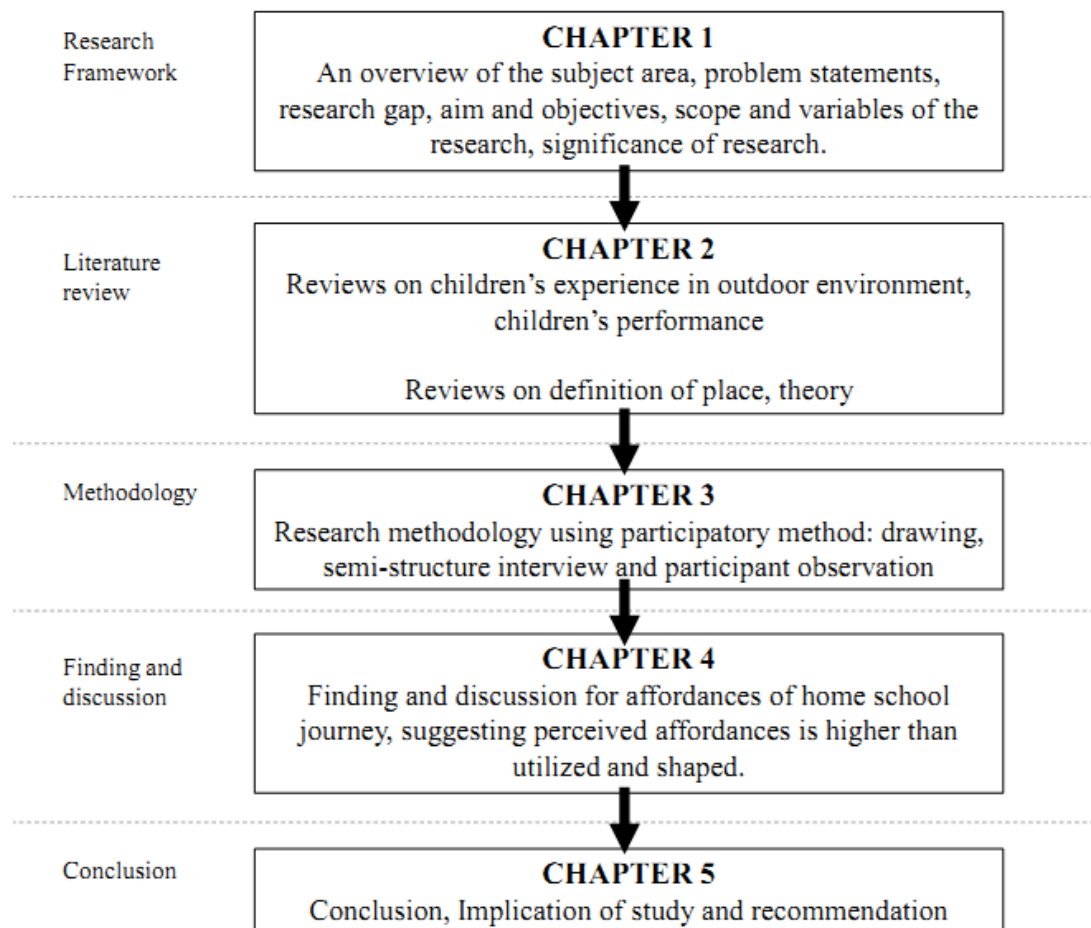 Research
Framework
CHAPTER 1
An overview of the subject area, problem statements,
research gap, aim and objectives, scope and variables of the
research, significance of research.
Literature
review
CHAPTER 2
Reviews on children’s experience in outdoor environment,
children’s performance
Reviews on definition of place, theory
Methodology
CHAPTER 3
Research methodology using participatory method: drawing,
semi-structure interview and participant observation
Finding and
discussion
CHAPTER 4
Finding and discussion for affordances of home school
journey, suggesting perceived affordances is higher than
utilized and shaped.
Conclusion
CHAPTER 5
Conclusion, Implication of study and recommendation